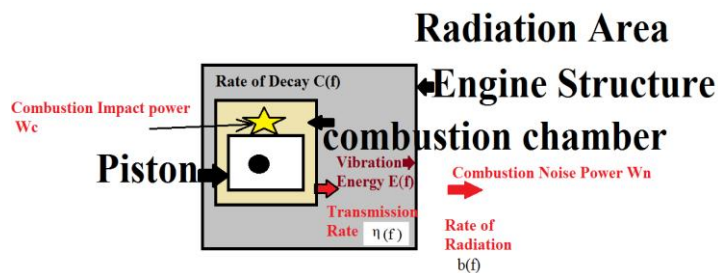 Radiation Area
Rate of Decay C(f)
Engine Structure
Combustion Impact power
Wc
combustion chamber
Piston
Vibration
Energy E(f)
Combustion Noise Power Wn
Transmission
Rate η(f)
Rate of
Radiation
b(f)